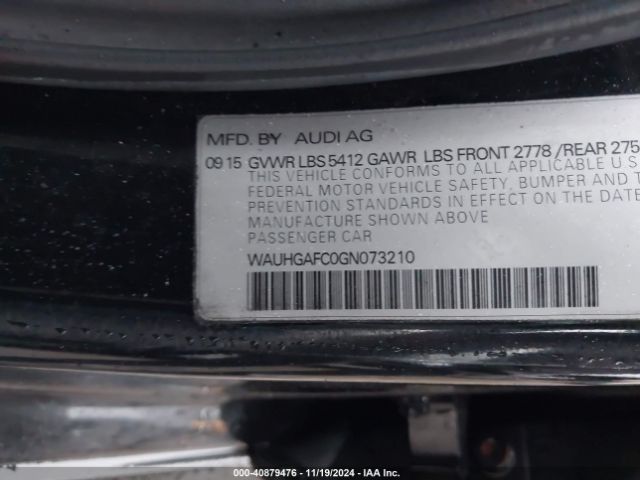 MFD. BY AUDI AG
09 15 GVWR LBS 5412 GAWR LBS FRONT 2778 /REAR 275
THIS VEHICLE CONFORMS TO ALL APPLICABLE U.S
FEDERAL MOTOR VEHICLE SAFETY, BUMPER AND T
PREVENTION STANDARDS IN EFFECT ON THE DATE
MANUFACTURE SHOWN ABOVE
PASSENGER CAR
WAUHGAFC0GN073210
000-40879476 - 11/19/2024 - IAA Inc.